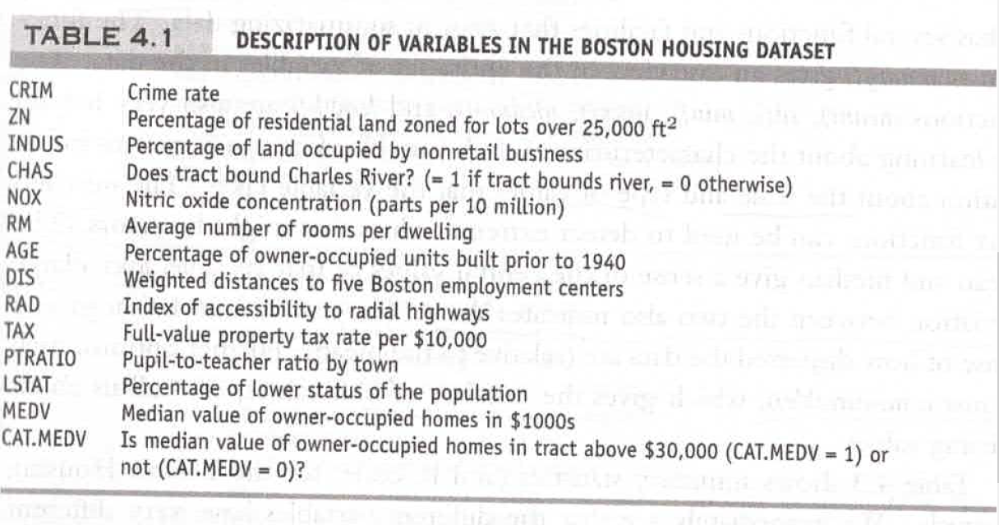 TABLE 4.1 DESCRIPTION OF VARIABLES IN THE BOSTON HOUSING DATASET
CRIM Crime rate
ZN Percentage of residential land zoned for lots over 25,000 ft²
INDUS Percentage of land occupied by nonretail business
CHAS Does tract bound Charles River? (= 1 if tract bounds river, = 0 otherwise)
NOX Nitric oxide concentration (parts per 10 million)
RM Average number of rooms per dwelling
AGE Percentage of owner-occupied units built prior to 1940
DIS Weighted distances to five Boston employment centers
RAD Index of accessibility to radial highways
TAX Full-value property tax rate per $10,000
PTRATIO Pupil-to-teacher ratio by town
LSTAT Percentage of lower status of the population
MEDV Median value of owner-occupied homes in $1000s
CAT.MEDV Is median value of owner-occupied homes in tract above $30,000 (CAT.MEDV = 1) or
not (CAT.MEDV = 0)?